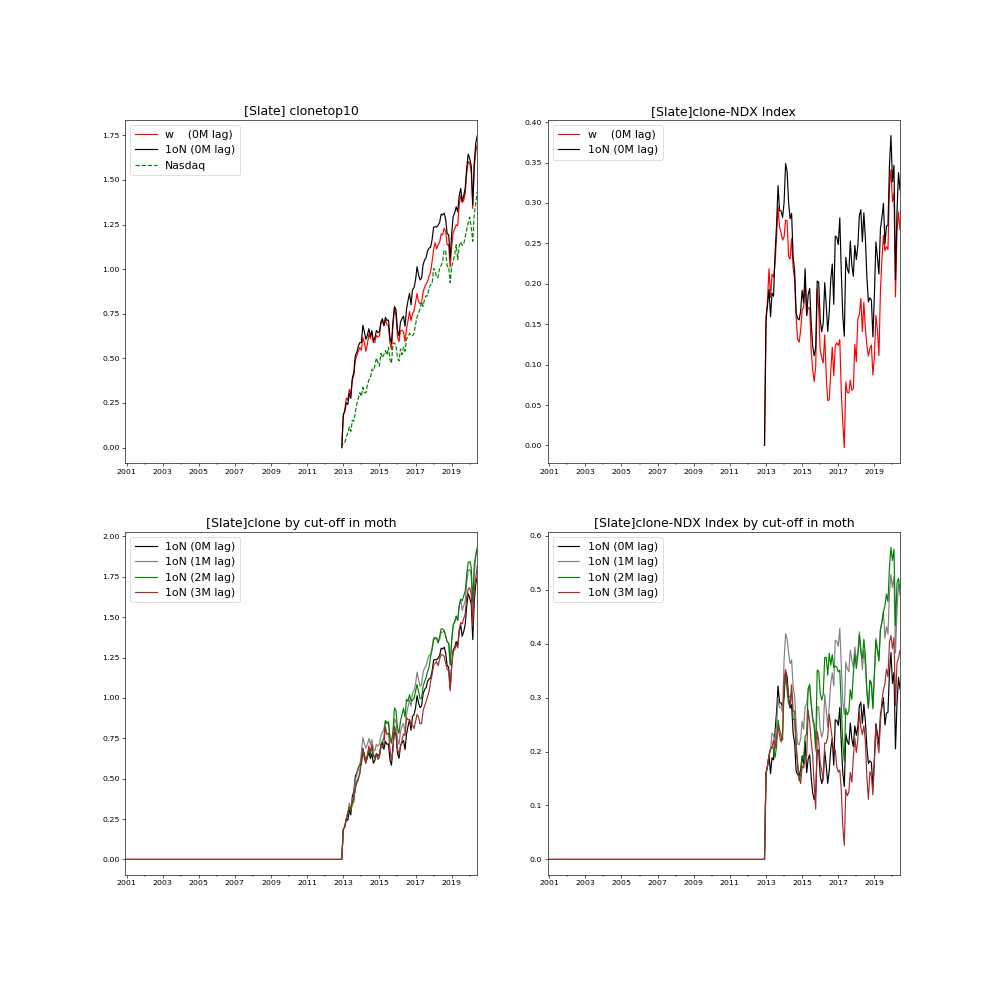 [Slate] clonetop10
w    (0M lag)
1oN (0M lag)
Nasdaq
1.75
1.50
1.25
1.00
0.75
0.50
0.25
0.00
2001 2003 2005 2007 2009 2011 2013 2015 2017 2019
[Slate]clone-NDX Index
w    (0M lag)
1oN (0M lag)
0.40
0.35
0.30
0.25
0.20
0.15
0.10
0.05
0.00
2001 2003 2005 2007 2009 2011 2013 2015 2017 2019
[Slate]clone by cut-off in moth
1oN (0M lag)
1oN (1M lag)
1oN (2M lag)
1oN (3M lag)
2.00
1.75
1.50
1.25
1.00
0.75
0.50
0.25
0.00
2001 2003 2005 2007 2009 2011 2013 2015 2017 2019
[Slate]clone-NDX Index by cut-off in moth
1oN (0M lag)
1oN (1M lag)
1oN (2M lag)
1oN (3M lag)
0.6
0.5
0.4
0.3
0.2
0.1
0.0
2001 2003 2005 2007 2009 2011 2013 2015 2017 2019